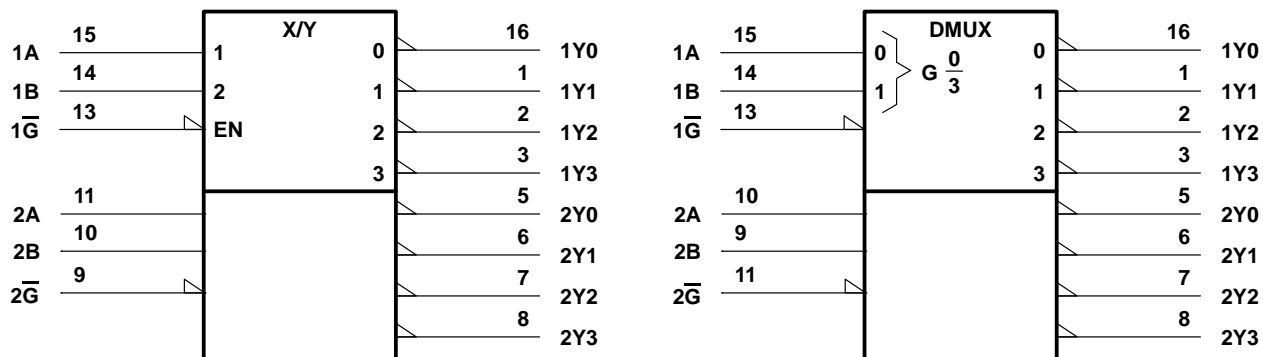 X/Y
15
1A
1
0
16
1Y0
14
1B
2
1
1
1Y1
13
1G̅
EN
2
2
1Y2
3
3
1Y3
11
2A
5
2Y0
10
2B
6
2Y1
9
2G̅
7
2Y2
8
2Y3
DMUX
15
1A
0
0
16
1Y0
G 0/3
14
1B
1
1
1
1Y1
13
1G̅
2
2
1Y2
3
3
1Y3
10
2A
5
2Y0
9
2B
6
2Y1
11
2G̅
7
2Y2
8
2Y3